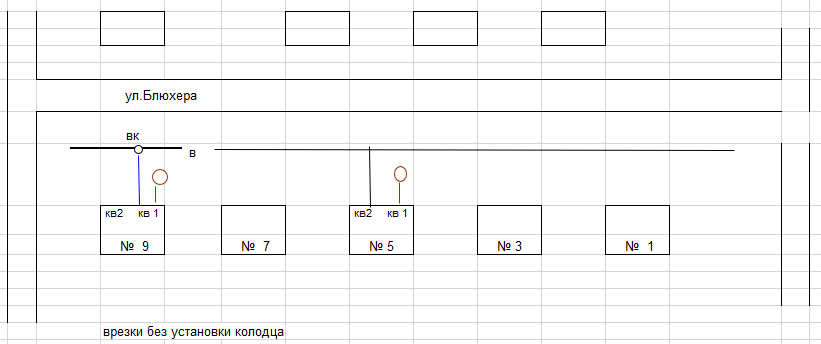 ул.Блюхера
вк
в
кв2 кв 1
кв2 кв 1
№ 9 № 7 № 5 № 3 № 1
врезки без установки колодца